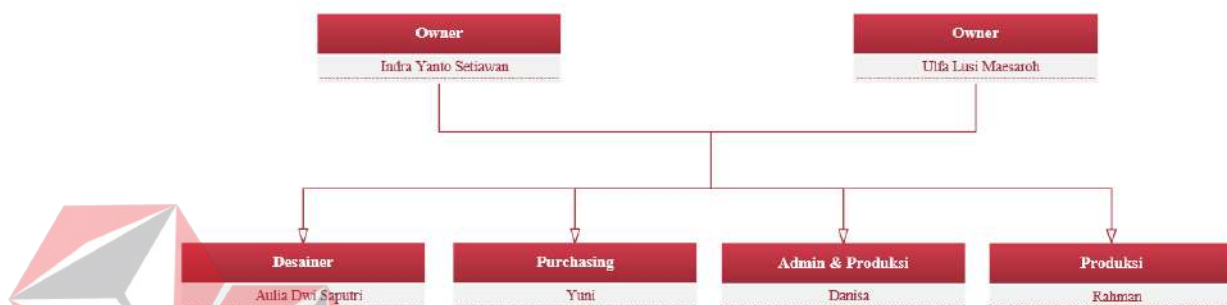 Owner
Indra Yanto Setiawan
Owner
Ulfa Lusi Maesaroh
Desainer
Aulia Dwi Saputri
Purchasing
Yuni
Admin & Produksi
Danisa
Produksi
Rahman